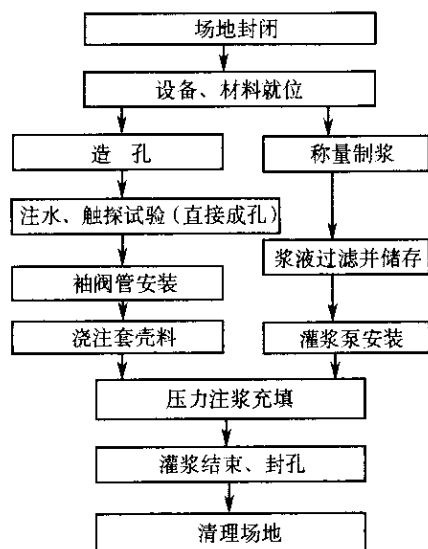 场地封闭
设备、材料就位
造 孔
称量制浆
注水、触探试验(直接成孔)
浆液过滤并储存
袖阀管安装
浇注套壳料
灌浆泵安装
压力注浆充填
灌浆结束、封孔
清理场地